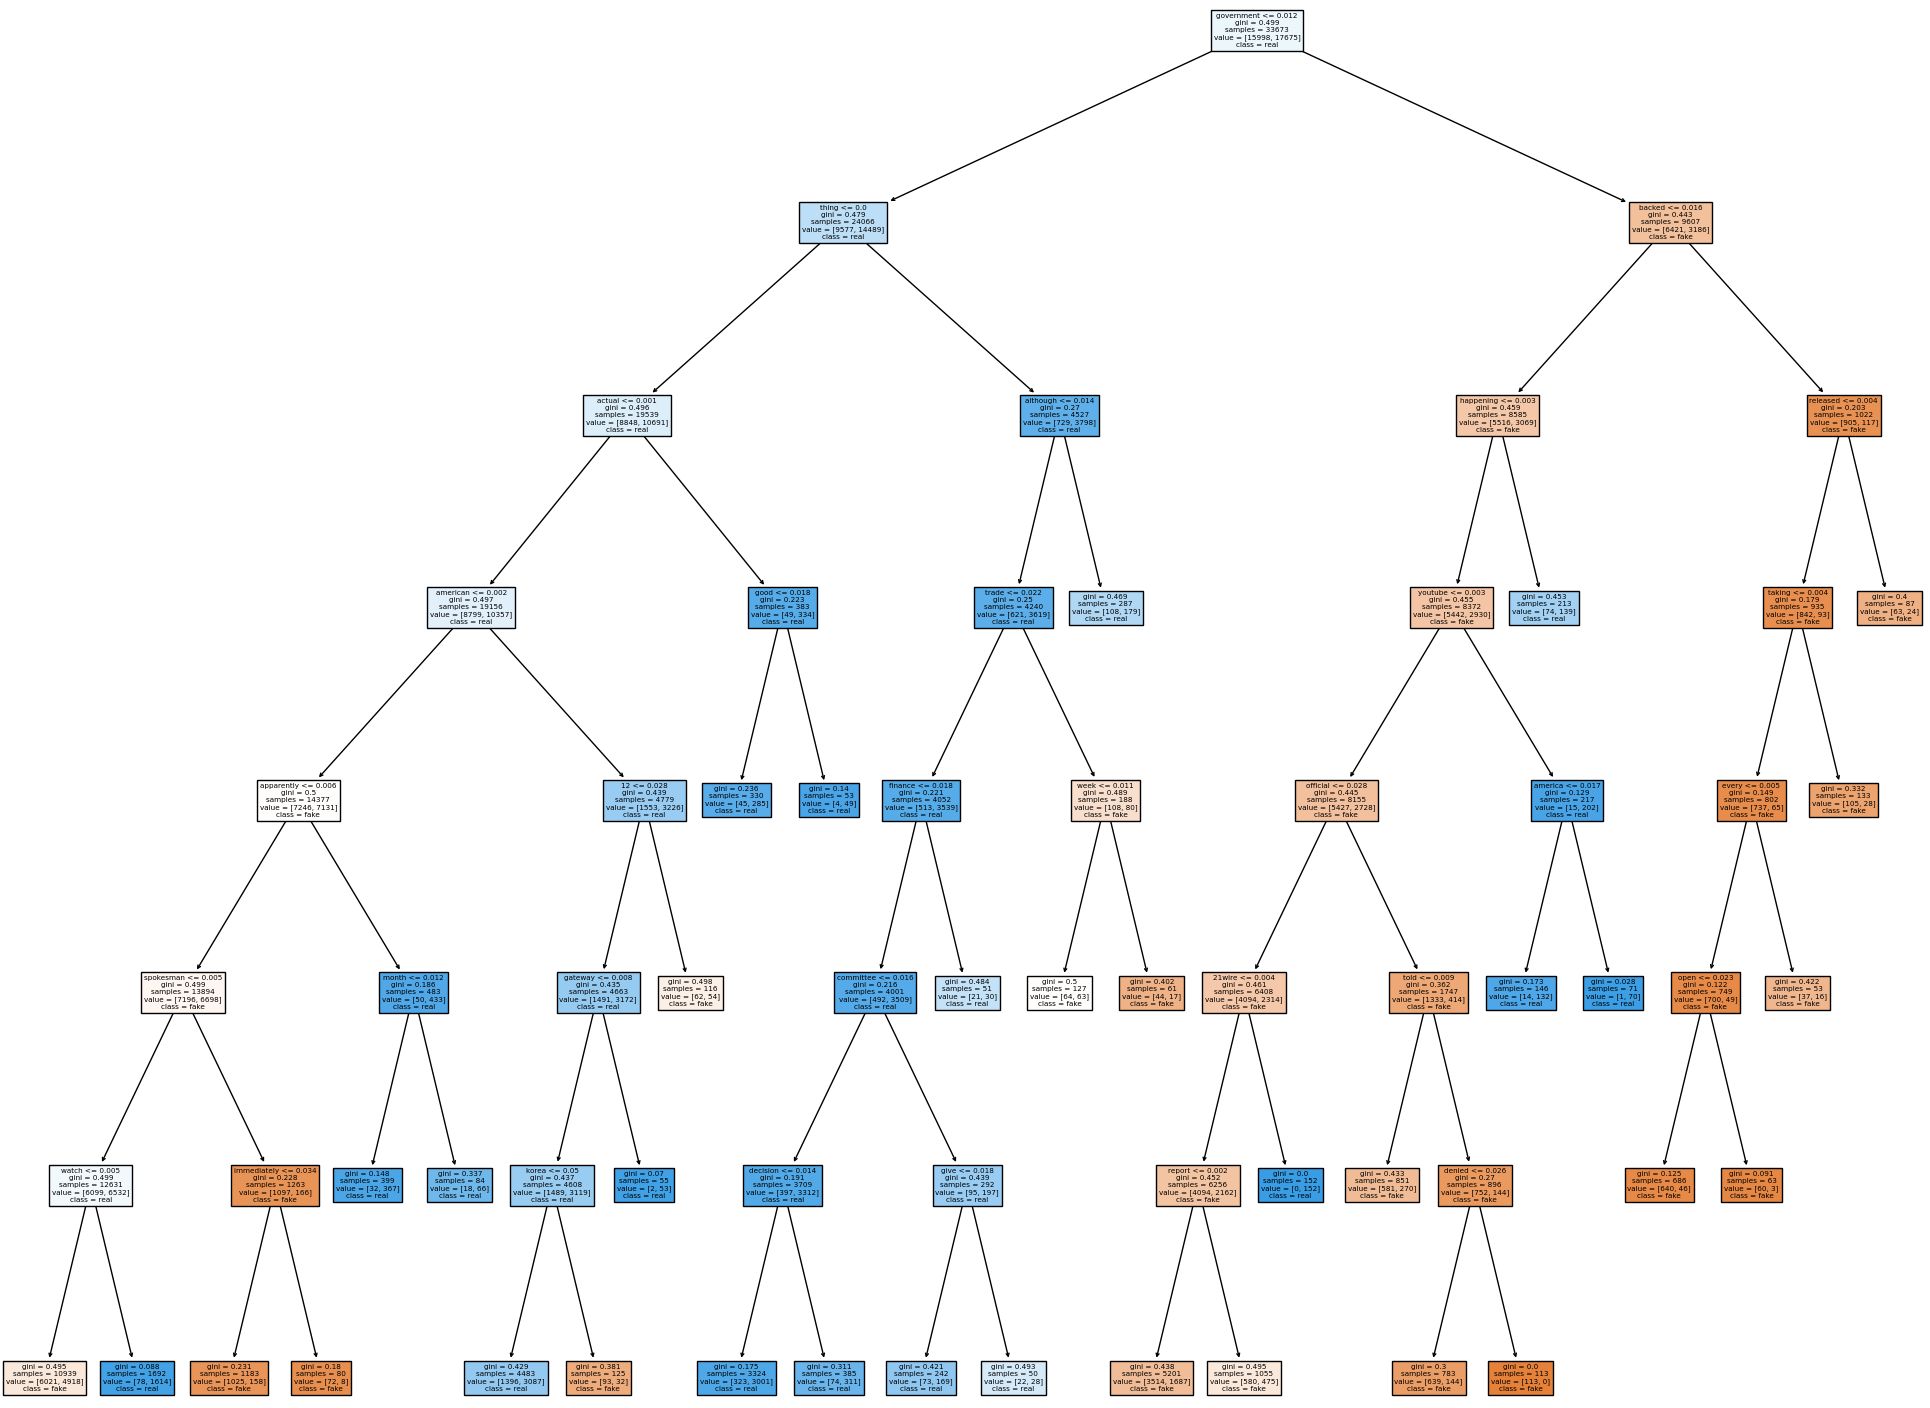 government <= 0.012
gini = 0.499
samples = 33673
value = [15998, 17675]
class = real
thing <= 0.0
gini = 0.479
samples = 24066
value = [9577, 14489]
class = real
backed <= 0.016
gini = 0.443
samples = 9607
value = [6421, 3186]
class = fake
actual <= 0.001
gini = 0.496
samples = 19539
value = [8848, 10691]
class = real
although <= 0.014
gini = 0.27
samples = 4527
value = [729, 3798]
class = real
happening <= 0.003
gini = 0.459
samples = 8585
value = [5516, 3069]
class = fake
released <= 0.004
gini = 0.203
samples = 1022
value = [905, 117]
class = fake
american <= 0.002
gini = 0.497
samples = 19156
value = [8799, 10357]
class = real
good <= 0.018
gini = 0.223
samples = 383
value = [49, 334]
class = real
trade <= 0.022
gini = 0.25
samples = 4240
value = [621, 3619]
class = real
gini = 0.469
samples = 287
value = [108, 179]
class = real
youtube <= 0.003
gini = 0.455
samples = 8372
value = [5442, 2930]
class = fake
gini = 0.453
samples = 213
value = [74, 139]
class = real
taking <= 0.004
gini = 0.179
samples = 935
value = [842, 93]
class = fake
gini = 0.4
samples = 87
value = [63, 24]
class = fake
apparently <= 0.006
gini = 0.5
samples = 14377
value = [7246, 7131]
class = fake
12 <= 0.028
gini = 0.439
samples = 4779
value = [1553, 3226]
class = real
gini = 0.236
samples = 330
value = [45, 285]
class = real
gini = 0.14
samples = 53
value = [4, 49]
class = real
finance <= 0.018
gini = 0.221
samples = 4052
value = [513, 3539]
class = real
week <= 0.011
gini = 0.489
samples = 188
value = [108, 80]
class = fake
official <= 0.028
gini = 0.445
samples = 8155
value = [5427, 2728]
class = fake
america <= 0.017
gini = 0.129
samples = 217
value = [15, 202]
class = real
every <= 0.005
gini = 0.149
samples = 802
value = [737, 65]
class = fake
gini = 0.332
samples = 133
value = [105, 28]
class = fake
spokesman <= 0.005
gini = 0.499
samples = 13894
value = [7196, 6698]
class = fake
month <= 0.012
gini = 0.186
samples = 483
value = [50, 433]
class = real
gateway <= 0.008
gini = 0.435
samples = 4663
value = [1491, 3172]
class = real
gini = 0.498
samples = 116
value = [62, 54]
class = fake
committee <= 0.016
gini = 0.216
samples = 4001
value = [492, 3509]
class = real
gini = 0.484
samples = 51
value = [21, 30]
class = real
gini = 0.5
samples = 127
value = [64, 63]
class = fake
gini = 0.402
samples = 61
value = [44, 17]
class = fake
21wire <= 0.004
gini = 0.461
samples = 6408
value = [4094, 2314]
class = fake
told <= 0.009
gini = 0.362
samples = 1747
value = [1333, 414]
class = fake
gini = 0.173
samples = 146
value = [14, 132]
class = real
gini = 0.028
samples = 71
value = [1, 70]
class = real
open <= 0.023
gini = 0.122
samples = 749
value = [700, 49]
class = fake
gini = 0.422
samples = 53
value = [37, 16]
class = fake
watch <= 0.005
gini = 0.499
samples = 12631
value = [6099, 6532]
class = real
immediately <= 0.034
gini = 0.228
samples = 1263
value = [1097, 166]
class = fake
gini = 0.148
samples = 399
value = [32, 367]
class = real
gini = 0.337
samples = 84
value = [18, 66]
class = real
korea <= 0.05
gini = 0.437
samples = 4608
value = [1489, 3119]
class = real
gini = 0.07
samples = 55
value = [2, 53]
class = real
decision <= 0.014
gini = 0.191
samples = 3709
value = [397, 3312]
class = real
give <= 0.018
gini = 0.439
samples = 292
value = [95, 197]
class = real
report <= 0.002
gini = 0.452
samples = 6256
value = [4094, 2162]
class = fake
gini = 0.0
samples = 152
value = [0, 152]
class = real
gini = 0.433
samples = 851
value = [581, 270]
class = fake
denied <= 0.026
gini = 0.27
samples = 896
value = [752, 144]
class = fake
gini = 0.125
samples = 686
value = [640, 46]
class = fake
gini = 0.091
samples = 63
value = [60, 3]
class = fake
gini = 0.495
samples = 10939
value = [6021, 4918]
class = fake
gini = 0.088
samples = 1692
value = [78, 1614]
class = real
gini = 0.231
samples = 1183
value = [1025, 158]
class = fake
gini = 0.18
samples = 80
value = [72, 8]
class = fake
gini = 0.429
samples = 4483
value = [1396, 3087]
class = real
gini = 0.381
samples = 125
value = [93, 32]
class = fake
gini = 0.175
samples = 3324
value = [323, 3001]
class = real
gini = 0.311
samples = 385
value = [74, 311]
class = real
gini = 0.421
samples = 242
value = [73, 169]
class = real
gini = 0.493
samples = 50
value = [22, 28]
class = real
gini = 0.438
samples = 5201
value = [3514, 1687]
class = fake
gini = 0.495
samples = 1055
value = [580, 475]
class = fake
gini = 0.3
samples = 783
value = [639, 144]
class = fake
gini = 0.0
samples = 113
value = [113, 0]
class = fake